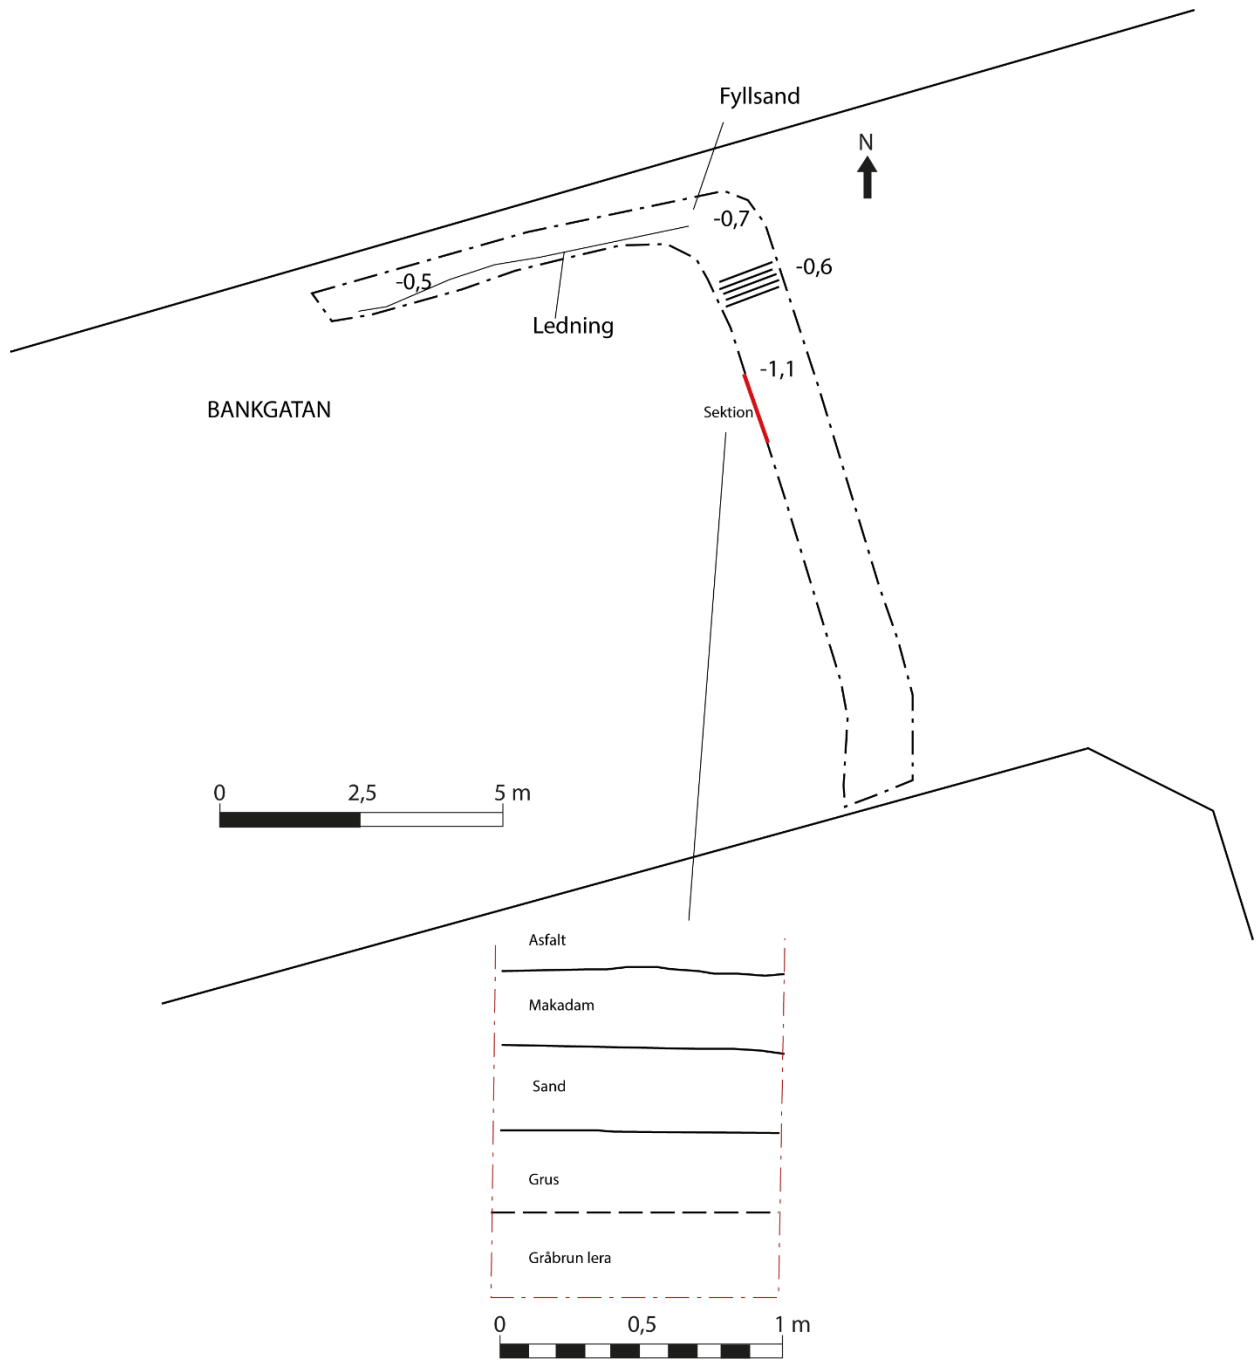 Fyllsand
N
-0,7
-0,6
-0,5
Ledning
-1,1
BANKGATAN
Sektion
0 2,5 5 m
Asfalt
Makadam
Sand
Grus
Gråbrun lera
0 0,5 1 m